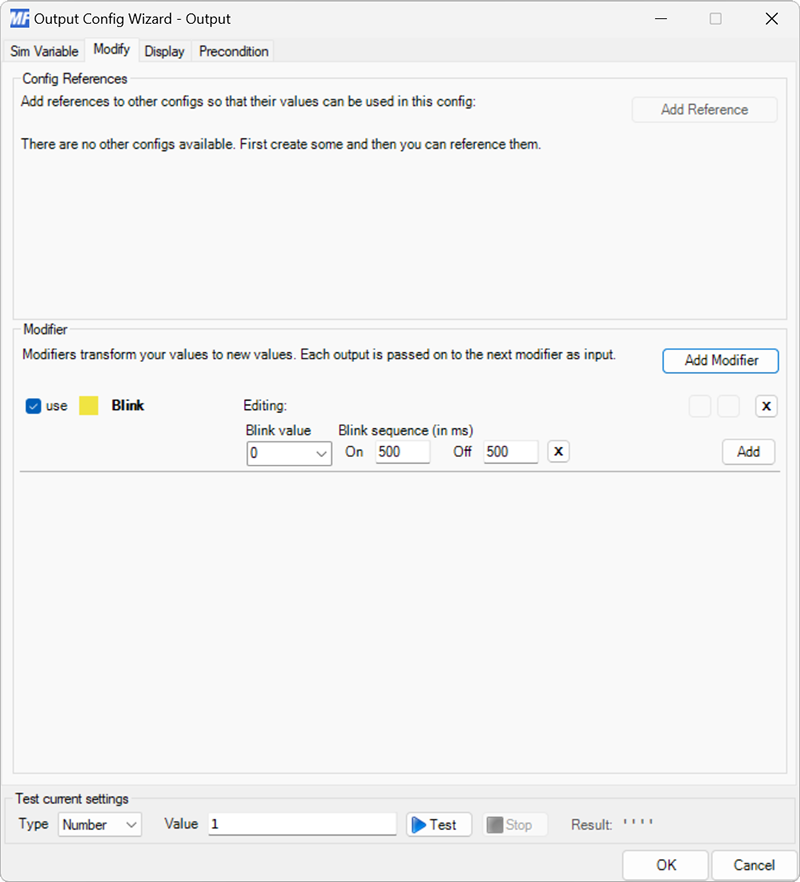 MF Output Config Wizard - Output
Sim Variable Modify Display Precondition
Config References
Add references to other configs so that their values can be used in this config:
Add Reference
There are no other configs available. First create some and then you can reference them.
Modifier
Modifiers transform your values to new values. Each output is passed on to the next modifier as input.
Add Modifier
use Blink Editing: X
Blink value Blink sequence (in ms)
0 On 500 Off 500 X Add
Test current settings
Type Number Value 1 Test Stop Result: ' ' ' '
OK Cancel